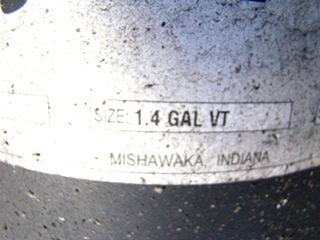 SIZE: 1.4 GAL VT
MISHAWAKA, INDIANA